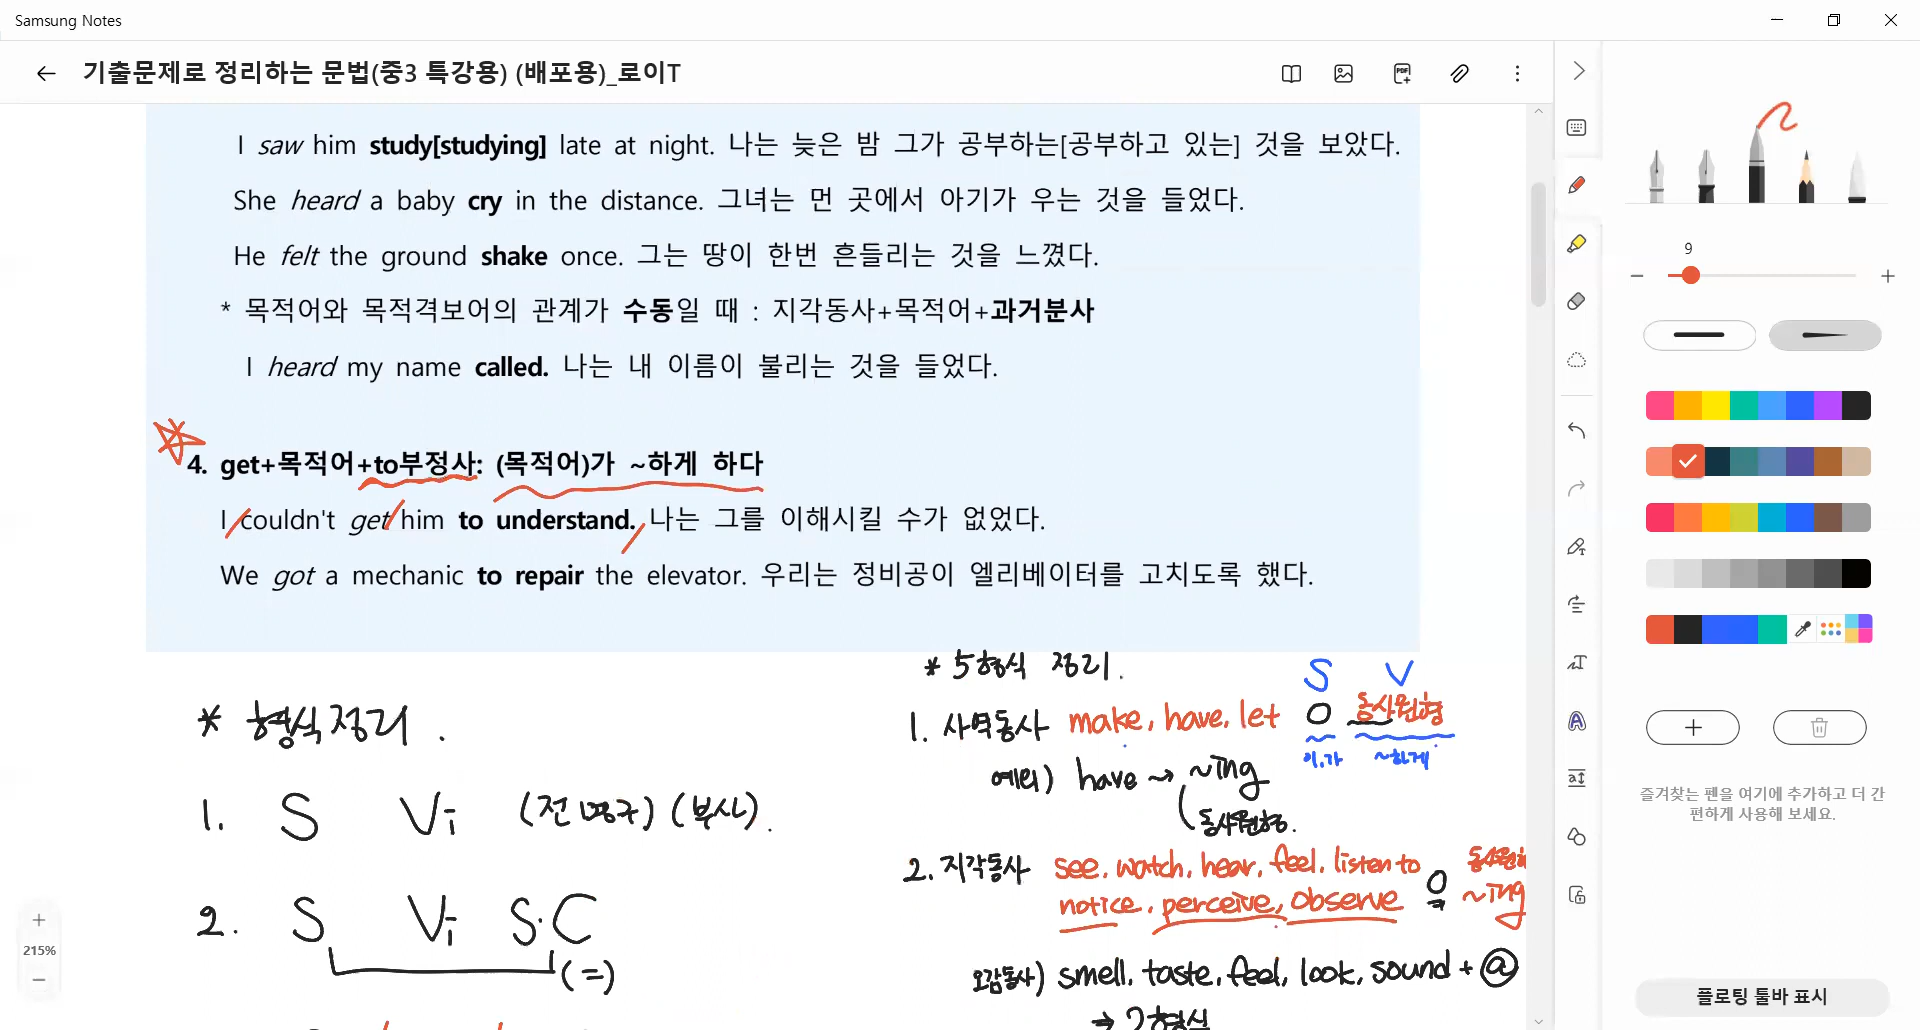 Samsung Notes
기출문제로 정리하는 문법(중3 특강용) (배포용)_로이T
I saw him study[studying] late at night. 나는 늦은 밤 그가 공부하는[공부하고 있는] 것을 보았다.
She heard a baby cry in the distance. 그녀는 먼 곳에서 아기가 우는 것을 들었다.
He felt the ground shake once. 그는 땅이 한번 흔들리는 것을 느꼈다.
* 목적어와 목적격보어의 관계가 수동일 때 : 지각동사+목적어+과거분사
I heard my name called. 나는 내 이름이 불리는 것을 들었다.
4. get+목적어+to부정사: (목적어)가 ~하게 하다
I couldn't get him to understand. 나는 그를 이해시킬 수가 없었다.
We got a mechanic to repair the elevator. 우리는 정비공이 엘리베이터를 고치도록 했다.
* 형식정리.
1. S Vi (전명구) (부사).
2. S Vi S.C
(=)
* 5형식 정리.
S V
1. 사역동사 make, have, let O 동사원형
이,가 ~하게
예외) have → ~ing
동사원형.
2. 지각동사 see, watch, hear, feel, listen to
notice, perceive, observe O ~ing
오감동사) smell, taste, feel, look, sound + ⓐ
→ 2형식
215%
PDF
9
즐겨찾는 펜을 여기에 추가하고 더 간
편하게 사용해 보세요.
플로팅 툴바 표시